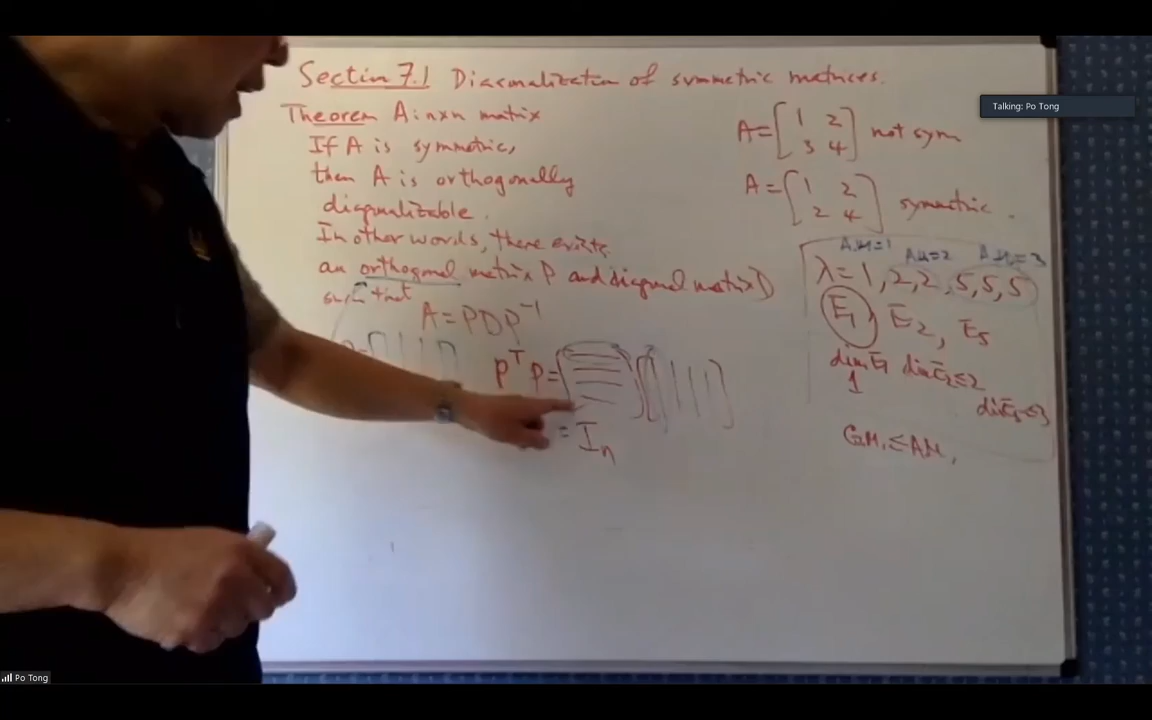 Section 7.1 Diagonalization of symmetric matrices.
Theorem A: n×n matrix
If A is symmetric,
then A is orthogonally
diagonalizable.
In other words, there exists
an orthogonal matrix P and diagonal matrix D
such that
A = PDP⁻¹
PᵀP = [ ] [ ]
= Iₙ
A = [1 2
3 4] not sym
A = [1 2
2 4] symmetric.
A.M=1 A.M=2 A.M=3
λ = 1, 2, 2, 5, 5, 5
E₁ E₂, E₅
dim E₁ dim E₂ ≤ 2
1
dim E₅ ≤ 3
G.M. ≤ A.M.
Talking: Po Tong
Po Tong